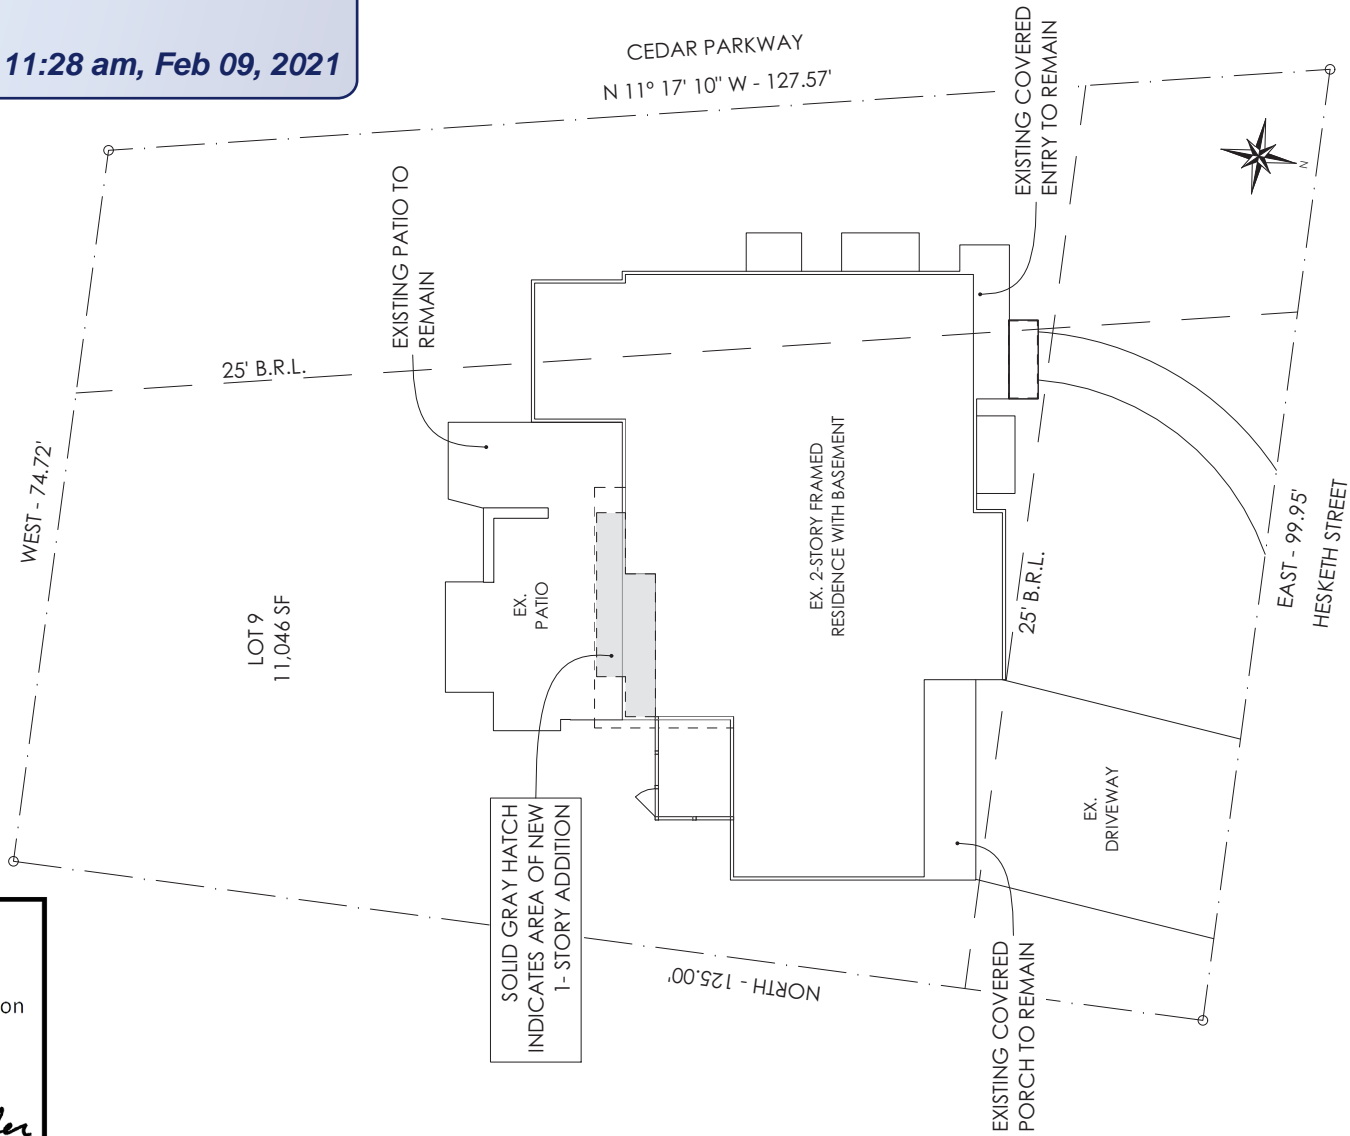 11:28 am, Feb 09, 2021
CEDAR PARKWAY
N 11° 17' 10" W - 127.57'
EXISTING COVERED
ENTRY TO REMAIN
N
EXISTING PATIO TO
REMAIN
25' B.R.L.
WEST - 74.72'
LOT 9
11,046 SF
EX.
PATIO
EX. 2-STORY FRAMED
RESIDENCE WITH BASEMENT
25' B.R.L.
EAST - 99.95'
HESKETH STREET
SOLID GRAY HATCH
INDICATES AREA OF NEW
1- STORY ADDITION
EX.
DRIVEWAY
NORTH - 125.00'
EXISTING COVERED
PORCH TO REMAIN
on